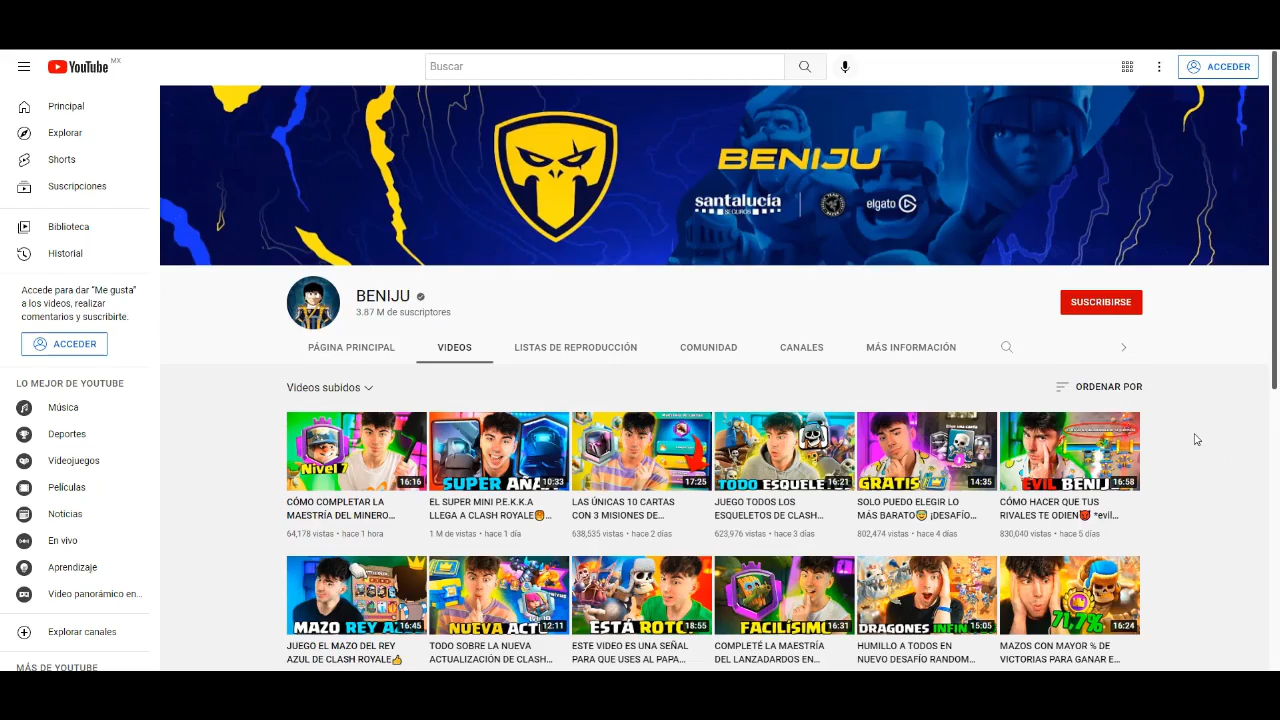 YouTube MX
Buscar
ACCEDER
Principal
Explorar
Shorts
Suscripciones
Biblioteca
Historial
Accede para dar "Me gusta"
a los videos, realizar
comentarios y suscribirte.
ACCEDER
LO MEJOR DE YOUTUBE
Música
Deportes
Videojuegos
Películas
Noticias
En vivo
Aprendizaje
Video panorámico en...
Explorar canales
MÁS DE YOUTUBE
BENIJU
santalucía
SEGUROS
elgato
BENIJU
3.87 M de suscriptores
SUSCRIBIRSE
PÁGINA PRINCIPAL
VIDEOS
LISTAS DE REPRODUCCIÓN
COMUNIDAD
CANALES
MÁS INFORMACIÓN
Videos subidos
ORDENAR POR
Nivel 7
16:16
CÓMO COMPLETAR LA
MAESTRÍA DEL MINERO...
64,178 vistas • hace 1 hora
SUPER AÑA
10:33
EL SUPER MINI P.E.K.K.A
LLEGA A CLASH ROYALE✊...
1 M de vistas • hace 1 día
17:25
LAS ÚNICAS 10 CARTAS
CON 3 MISIONES DE...
638,535 vistas • hace 2 días
TODO ESQUELE
16:21
JUEGO TODOS LOS
ESQUELETOS DE CLASH...
623,976 vistas • hace 3 días
GRATIS
14:35
SOLO PUEDO ELEGIR LO
MÁS BARATO😇 ¡DESAFÍO...
802,474 vistas • hace 4 días
EVIL BENIJ
16:58
CÓMO HACER QUE TUS
RIVALES TE ODIEN😈 *evil...
830,040 vistas • hace 5 días
MAZO REY A
16:45
JUEGO EL MAZO DEL REY
AZUL DE CLASH ROYALE👍
NUEVA ACT
12:11
TODO SOBRE LA NUEVA
ACTUALIZACIÓN DE CLASH...
ESTÁ ROTO
18:55
ESTE VIDEO ES UNA SEÑAL
PARA QUE USES AL PAPA...
FACILÍSIM
16:31
COMPLETÉ LA MAESTRÍA
DEL LANZADARDOS EN...
DRAGONES INFIN
15:05
HUMILLO A TODOS EN
NUEVO DESAFÍO RANDOM...
71,7%
16:24
MAZOS CON MAYOR % DE
VICTORIAS PARA GANAR E...